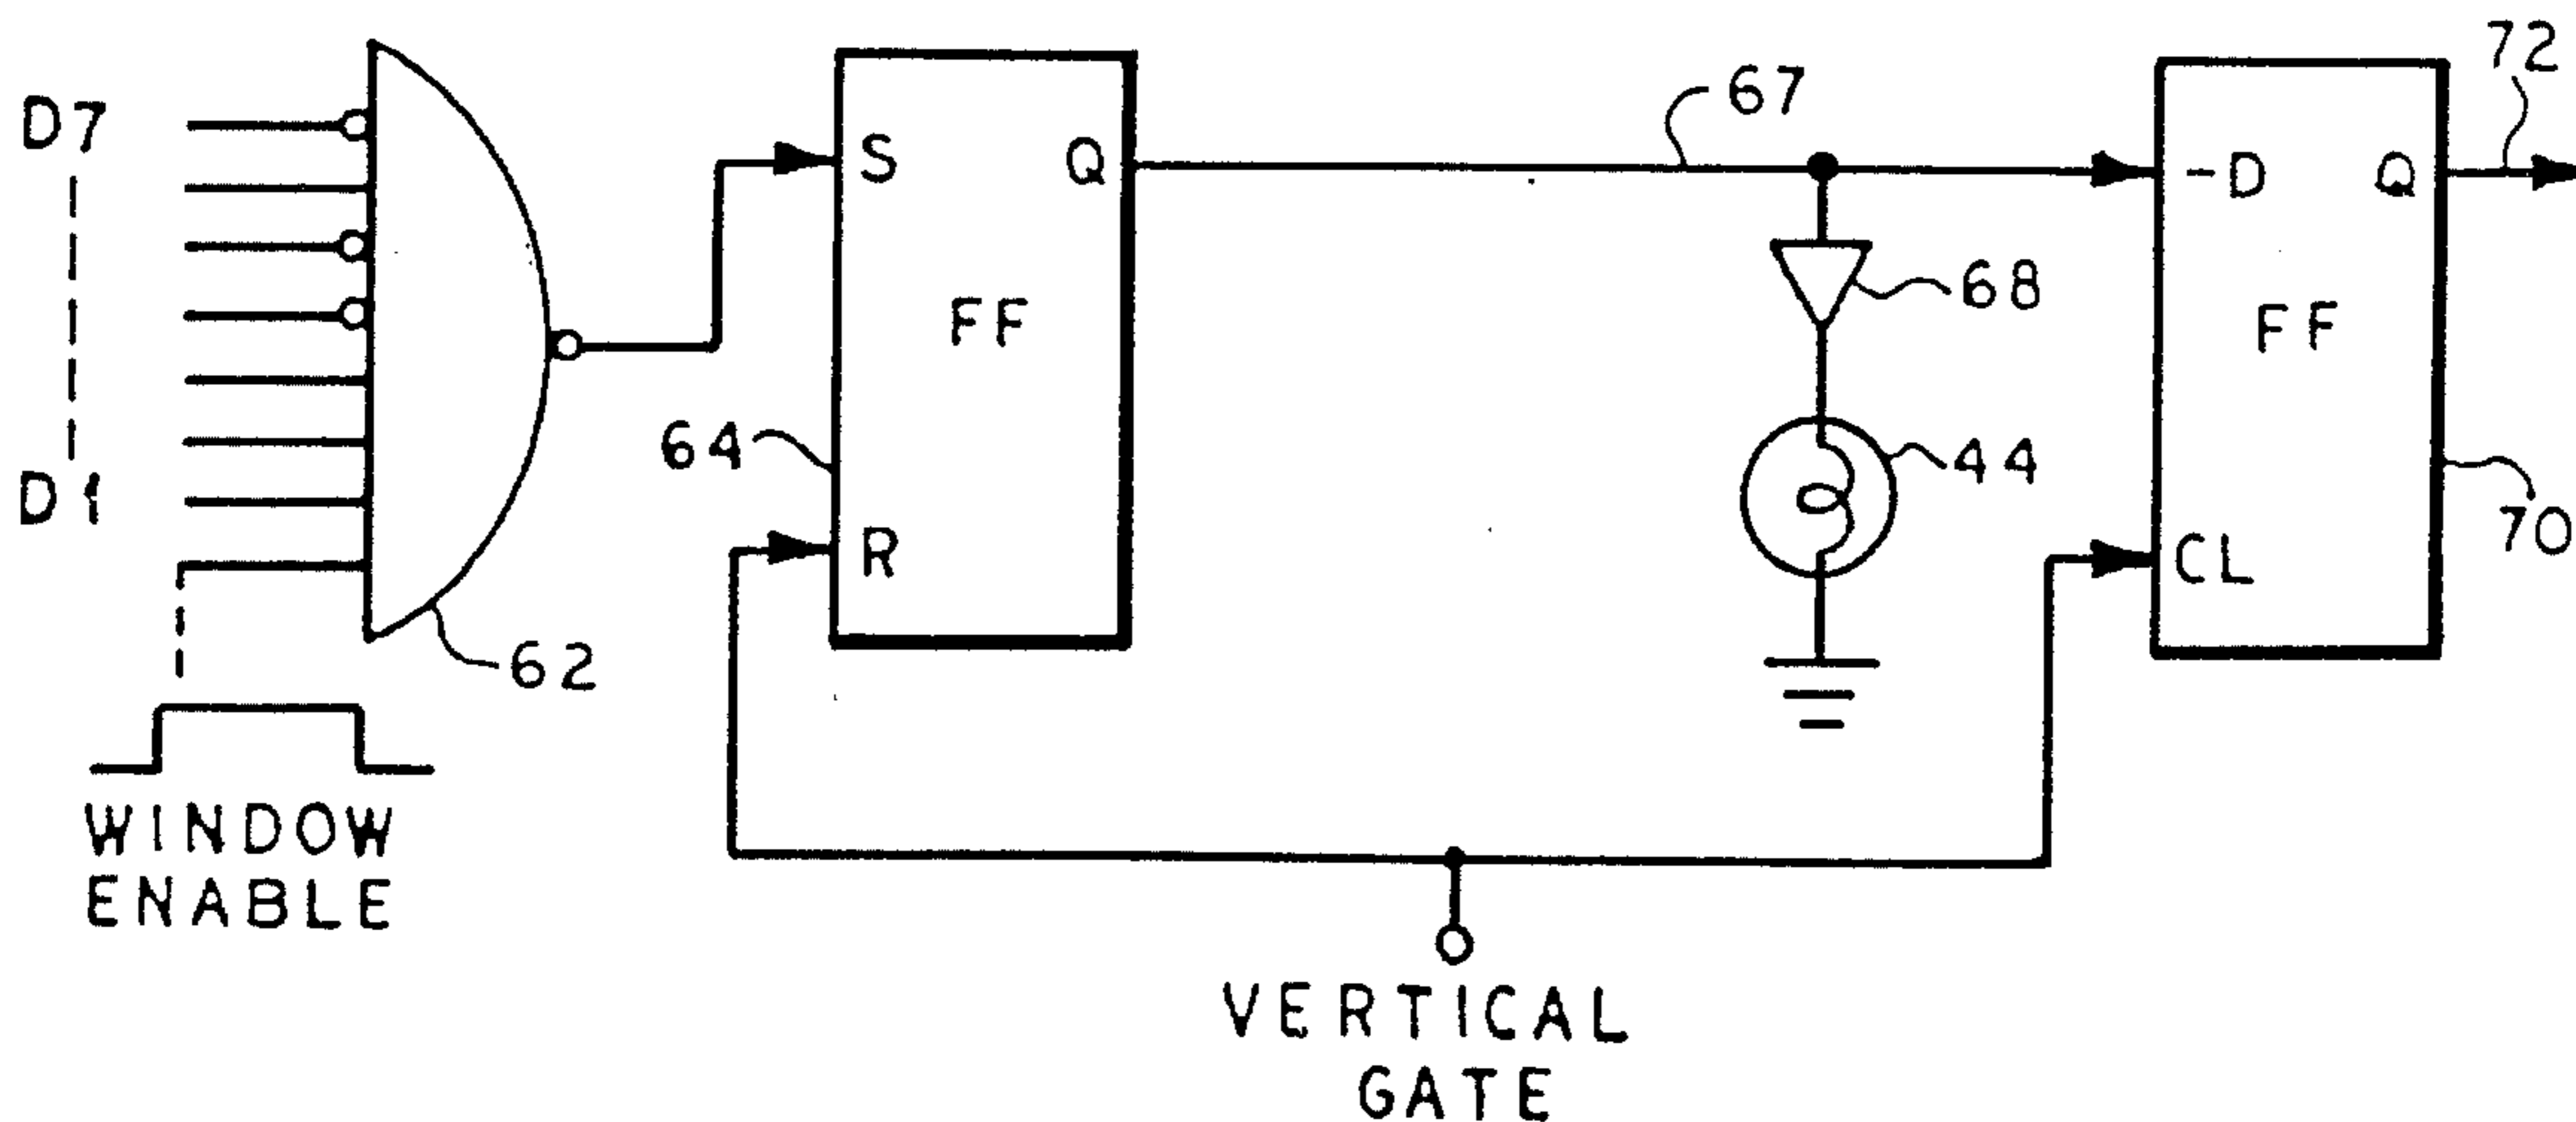 D7
D1
62
WINDOW
ENABLE
S
Q
FF
R
64
67
68
44
VERTICAL
GATE
-D
Q
FF
CL
72
70